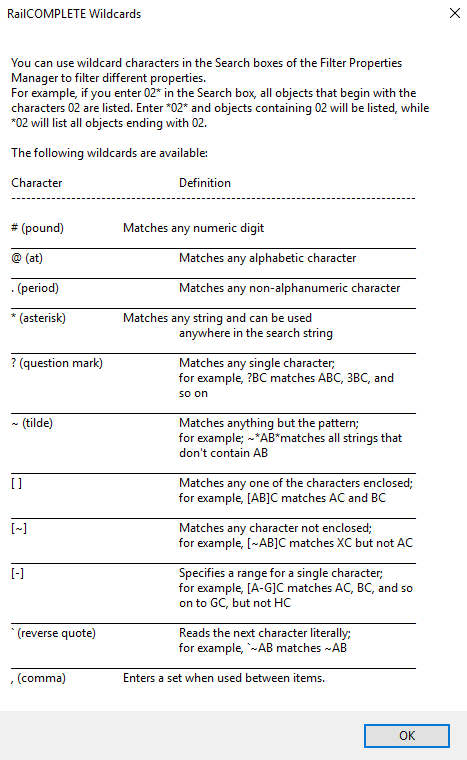 RailCOMPLETE Wildcards
You can use wildcard characters in the Search boxes of the Filter Properties
Manager to filter different properties.
For example, if you enter 02* in the Search box, all objects that begin with the
characters 02 are listed. Enter *02* and objects containing 02 will be listed, while
*02 will list all objects ending with 02.
The following wildcards are available:
Character Definition
--------------------------------------------------------------------------------
# (pound) Matches any numeric digit
@ (at) Matches any alphabetic character
. (period) Matches any non-alphanumeric character
* (asterisk) Matches any string and can be used
anywhere in the search string
? (question mark) Matches any single character;
for example, ?BC matches ABC, 3BC, and
so on
~ (tilde) Matches anything but the pattern;
for example; ~*AB*matches all strings that
don't contain AB
[ ] Matches any one of the characters enclosed;
for example, [AB]C matches AC and BC
[~] Matches any character not enclosed;
for example, [~AB]C matches XC but not AC
[-] Specifies a range for a single character;
for example, [A-G]C matches AC, BC, and so
on to GC, but not HC
` (reverse quote) Reads the next character literally;
for example, `~AB matches ~AB
, (comma) Enters a set when used between items.
OK